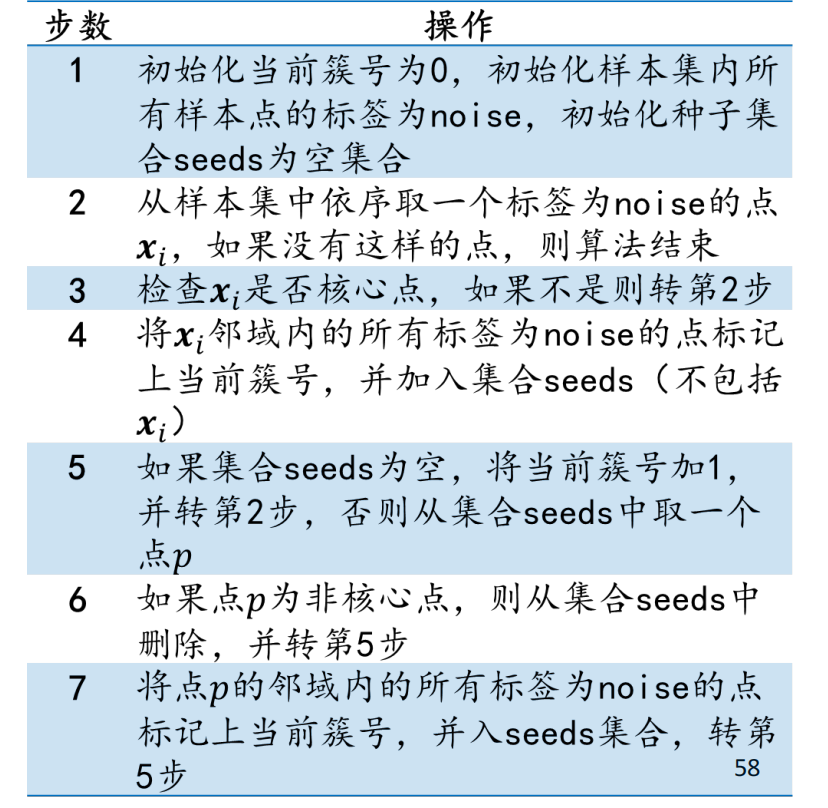 步数 操作
1 初始化当前簇号为0，初始化样本集内所
有样本点的标签为noise，初始化种子集
合seeds为空集合
2 从样本集中依序取一个标签为noise的点
𝒙ᵢ，如果没有这样的点，则算法结束
3 检查𝒙ᵢ是否核心点，如果不是则转第2步
4 将𝒙ᵢ邻域内的所有标签为noise的点标记
上当前簇号，并加入集合seeds（不包括
𝒙ᵢ）
5 如果集合seeds为空，将当前簇号加1，
并转第2步，否则从集合seeds中取一个
点𝑝
6 如果点𝑝为非核心点，则从集合seeds中
删除，并转第5步
7 将点𝑝的邻域内的所有标签为noise的点
标记上当前簇号，并入seeds集合，转第
5步
58